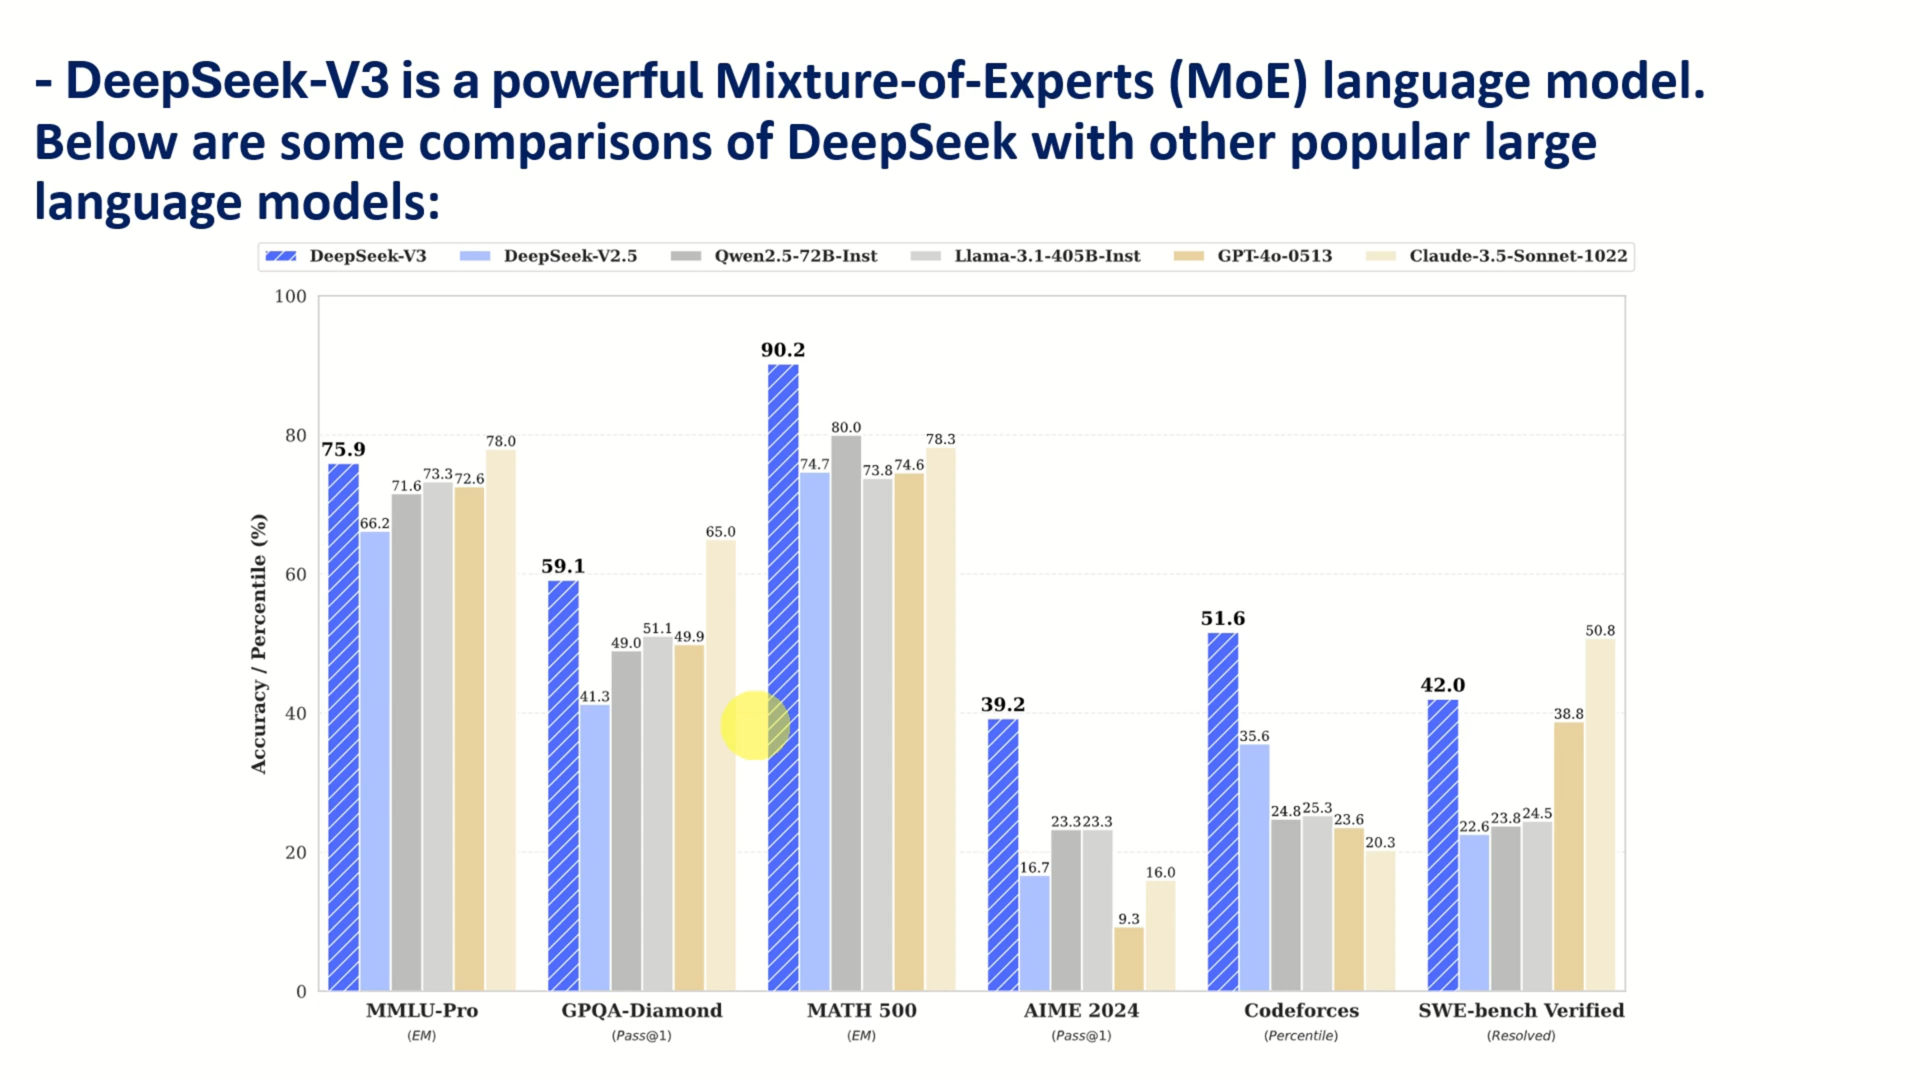 - DeepSeek-V3 is a powerful Mixture-of-Experts (MoE) language model.
Below are some comparisons of DeepSeek with other popular large
language models:
DeepSeek-V3 DeepSeek-V2.5 Qwen2.5-72B-Inst Llama-3.1-405B-Inst GPT-4o-0513 Claude-3.5-Sonnet-1022
Accuracy / Percentile (%)
100
80
60
40
20
0
75.9 66.2 71.6 73.3 72.6 78.0
59.1 41.3 49.0 51.1 49.9 65.0
90.2 74.7 80.0 73.8 74.6 78.3
39.2 16.7 23.3 23.3 9.3 16.0
51.6 35.6 24.8 25.3 23.6 20.3
42.0 22.6 23.8 24.5 38.8 50.8
MMLU-Pro GPQA-Diamond MATH 500 AIME 2024 Codeforces SWE-bench Verified
(EM) (Pass@1) (EM) (Pass@1) (Percentile) (Resolved)